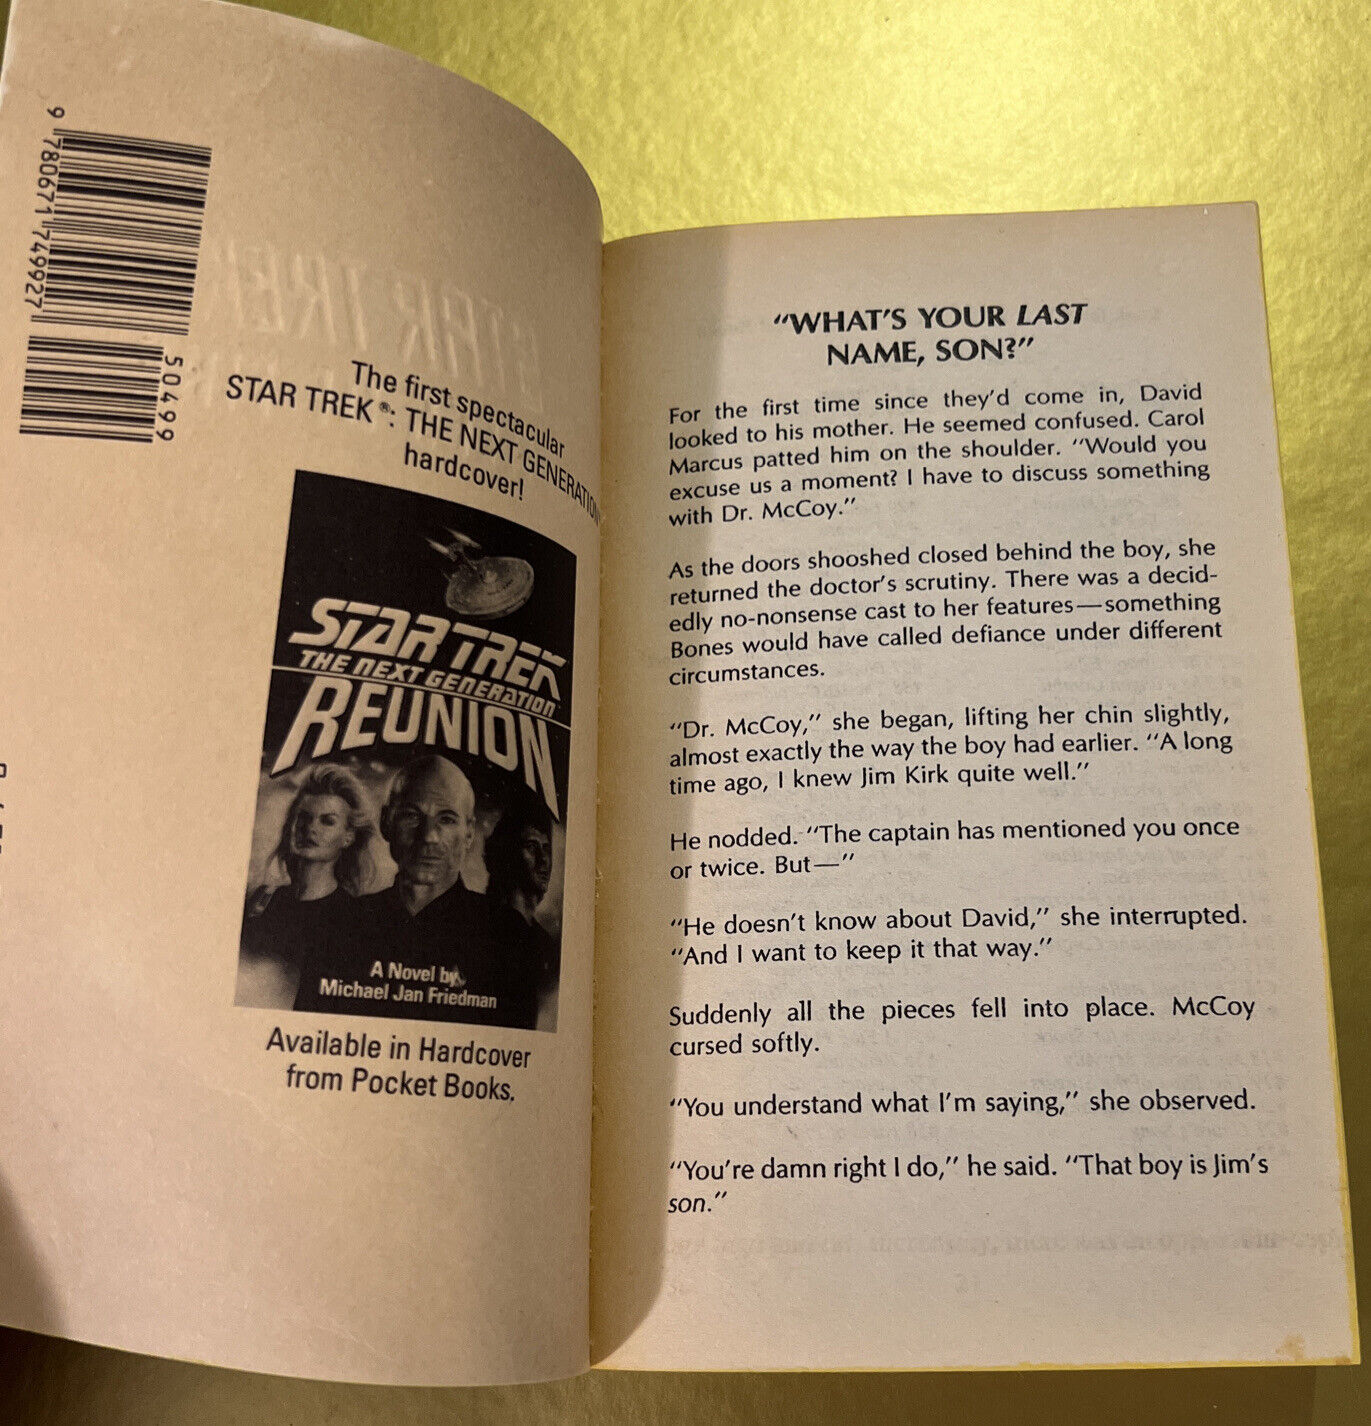 9 780671 749927
50499
The first spectacular
STAR TREK®: THE NEXT GENERATION
hardcover!
STAR TREK
THE NEXT GENERATION
REUNION
A Novel by
Michael Jan Friedman
Available in Hardcover
from Pocket Books.
“WHAT’S YOUR LAST
NAME, SON?”
For the first time since they’d come in, David
looked to his mother. He seemed confused. Carol
Marcus patted him on the shoulder. “Would you
excuse us a moment? I have to discuss something
with Dr. McCoy.”
As the doors shooshed closed behind the boy, she
returned the doctor’s scrutiny. There was a decid-
edly no-nonsense cast to her features—something
Bones would have called defiance under different
circumstances.
“Dr. McCoy,” she began, lifting her chin slightly,
almost exactly the way the boy had earlier. “A long
time ago, I knew Jim Kirk quite well.”
He nodded. “The captain has mentioned you once
or twice. But—”
“He doesn’t know about David,” she interrupted.
“And I want to keep it that way.”
Suddenly all the pieces fell into place. McCoy
cursed softly.
“You understand what I’m saying,” she observed.
“You’re damn right I do,” he said. “That boy is Jim’s
son.”